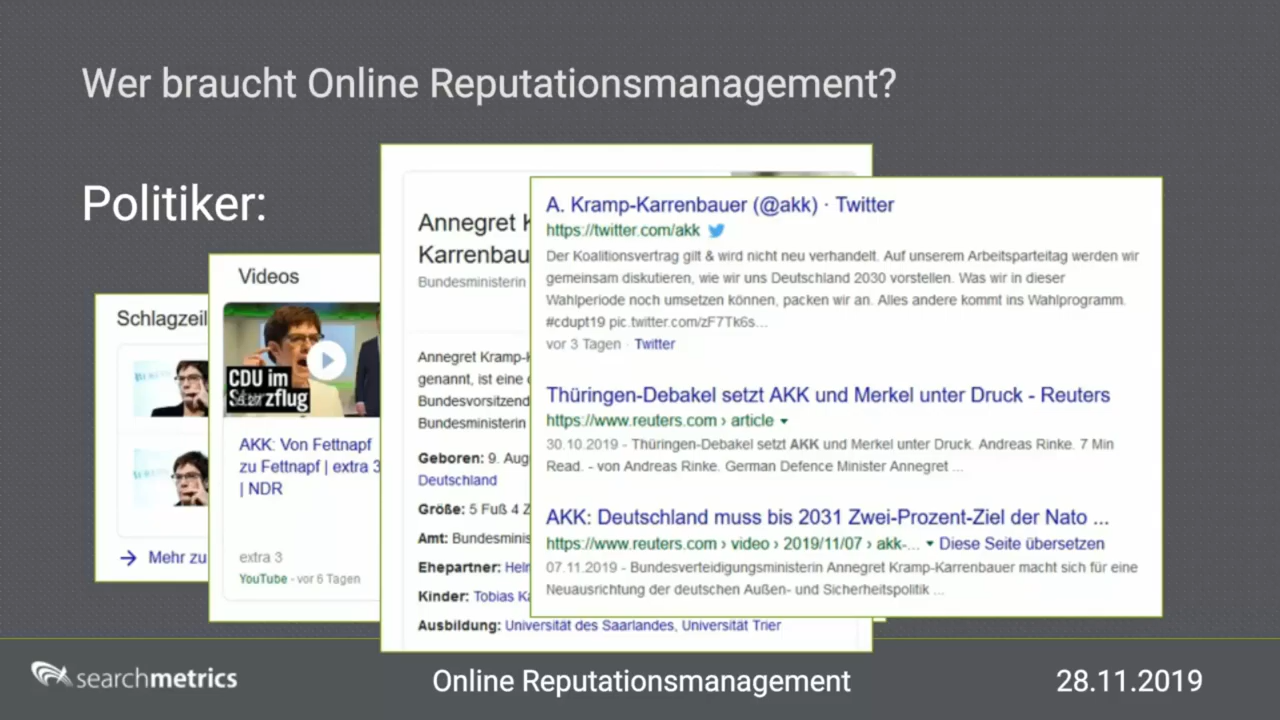 Wer braucht Online Reputationsmanagement?
Politiker:
Schlagzeil
Mehr zu
Videos
CDU im
AKK: Von Fettnapf
zu Fettnapf | extra 3
| NDR
extra 3
YouTube - vor 6 Tagen
Annegret K
Karrenbau
Bundesministerin
Annegret Kramp-K
genannt, ist eine
Bundesvorsitzend
Bundesministerin
Geboren: 9. Aug
Deutschland
Größe: 5 Fuß 4 Z
Amt: Bundesminis
Ehepartner: Helm
Kinder: Tobias Ka
Ausbildung: Universität des Saarlandes, Universität Trier
A. Kramp-Karrenbauer (@akk) · Twitter
https://twitter.com/akk
Der Koalitionsvertrag gilt & wird nicht neu verhandelt. Auf unserem Arbeitsparteitag werden wir
gemeinsam diskutieren, wie wir uns Deutschland 2030 vorstellen. Was wir in dieser
Wahlperiode noch umsetzen können, packen wir an. Alles andere kommt ins Wahlprogramm.
#cdupt19 pic.twitter.com/zF7Tk6s...
vor 3 Tagen · Twitter
Thüringen-Debakel setzt AKK und Merkel unter Druck - Reuters
https://www.reuters.com › article
30.10.2019 - Thüringen-Debakel setzt AKK und Merkel unter Druck. Andreas Rinke. 7 Min
Read. - von Andreas Rinke. German Defence Minister Annegret ...
AKK: Deutschland muss bis 2031 Zwei-Prozent-Ziel der Nato ...
https://www.reuters.com › video › 2019/11/07 › akk-... Diese Seite übersetzen
07.11.2019 - Bundesverteidigungsministerin Annegret Kramp-Karrenbauer macht sich für eine
Neuausrichtung der deutschen Außen- und Sicherheitspolitik ...
searchmetrics
Online Reputationsmanagement
28.11.2019